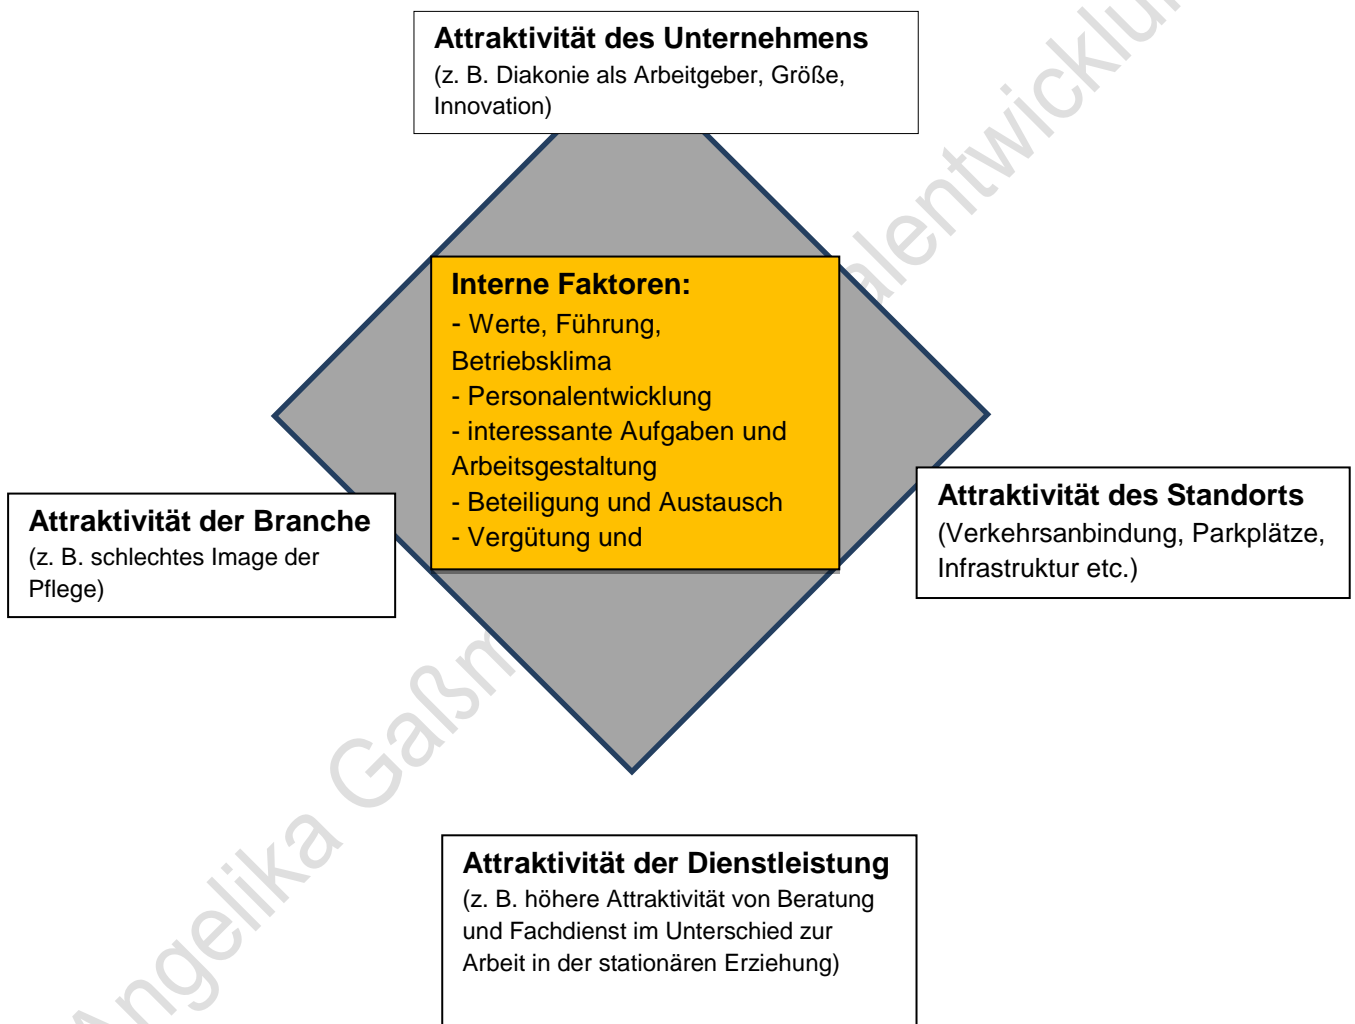 Attraktivität des Unternehmens
(z. B. Diakonie als Arbeitgeber, Größe,
Innovation)
Interne Faktoren:
- Werte, Führung,
Betriebsklima
- Personalentwicklung
- interessante Aufgaben und
Arbeitsgestaltung
- Beteiligung und Austausch
- Vergütung und
Attraktivität der Branche
(z. B. schlechtes Image der
Pflege)
Attraktivität des Standorts
(Verkehrsanbindung, Parkplätze,
Infrastruktur etc.)
Attraktivität der Dienstleistung
(z. B. höhere Attraktivität von Beratung
und Fachdienst im Unterschied zur
Arbeit in der stationären Erziehung)
Angelika